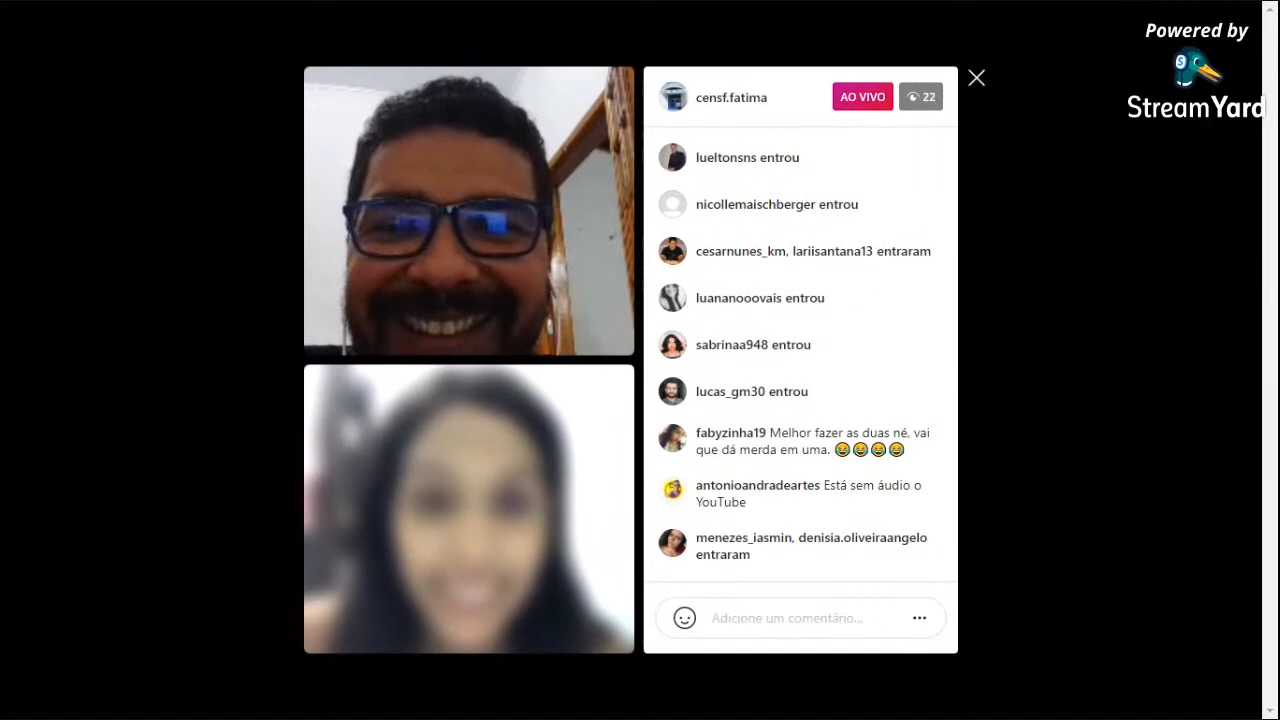 Powered by
StreamYard
censf.fatima
AO VIVO
22
lueltonsns entrou
nicollemaischberger entrou
cesarnunes_km, lariisantana13 entraram
luananooovais entrou
sabrinaa948 entrou
lucas_gm30 entrou
fabyzinha19 Melhor fazer as duas né, vai
que dá merda em uma. 😂😂😂😂
antonioandradeartes Está sem áudio o
YouTube
menezes_iasmin, denisia.oliveiraangelo
entraram
Adicione um comentário...